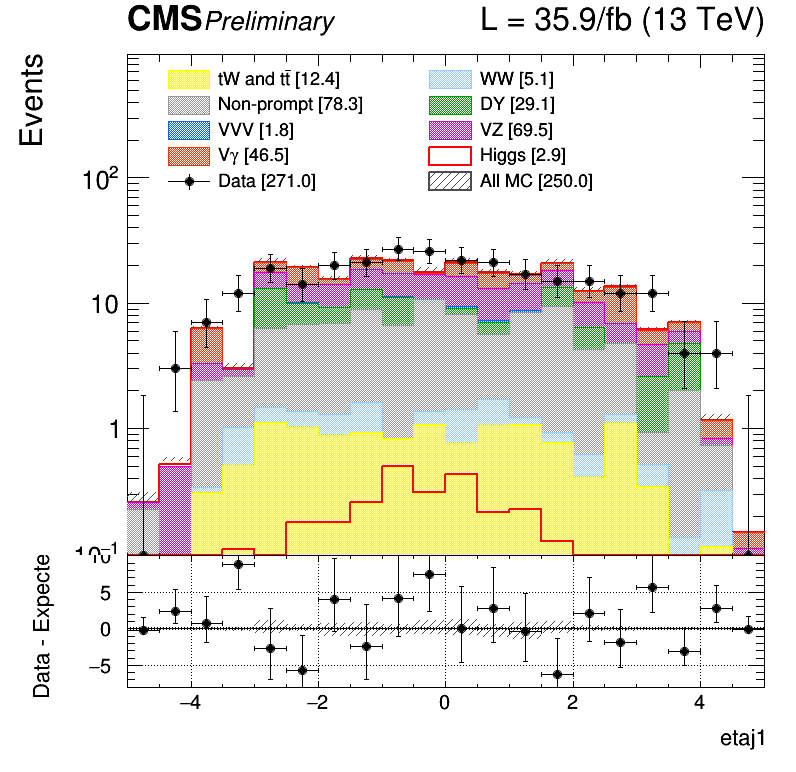 CMS Preliminary L = 35.9/fb (13 TeV)
Events
tW and tt̄ [12.4] WW [5.1]
Non-prompt [78.3] DY [29.1]
VVV [1.8] VZ [69.5]
Vγ [46.5] Higgs [2.9]
Data [271.0] All MC [250.0]
10²
10
1
Data - Expecte
5
0
−5
−4 −2 0 2 4
etaj1